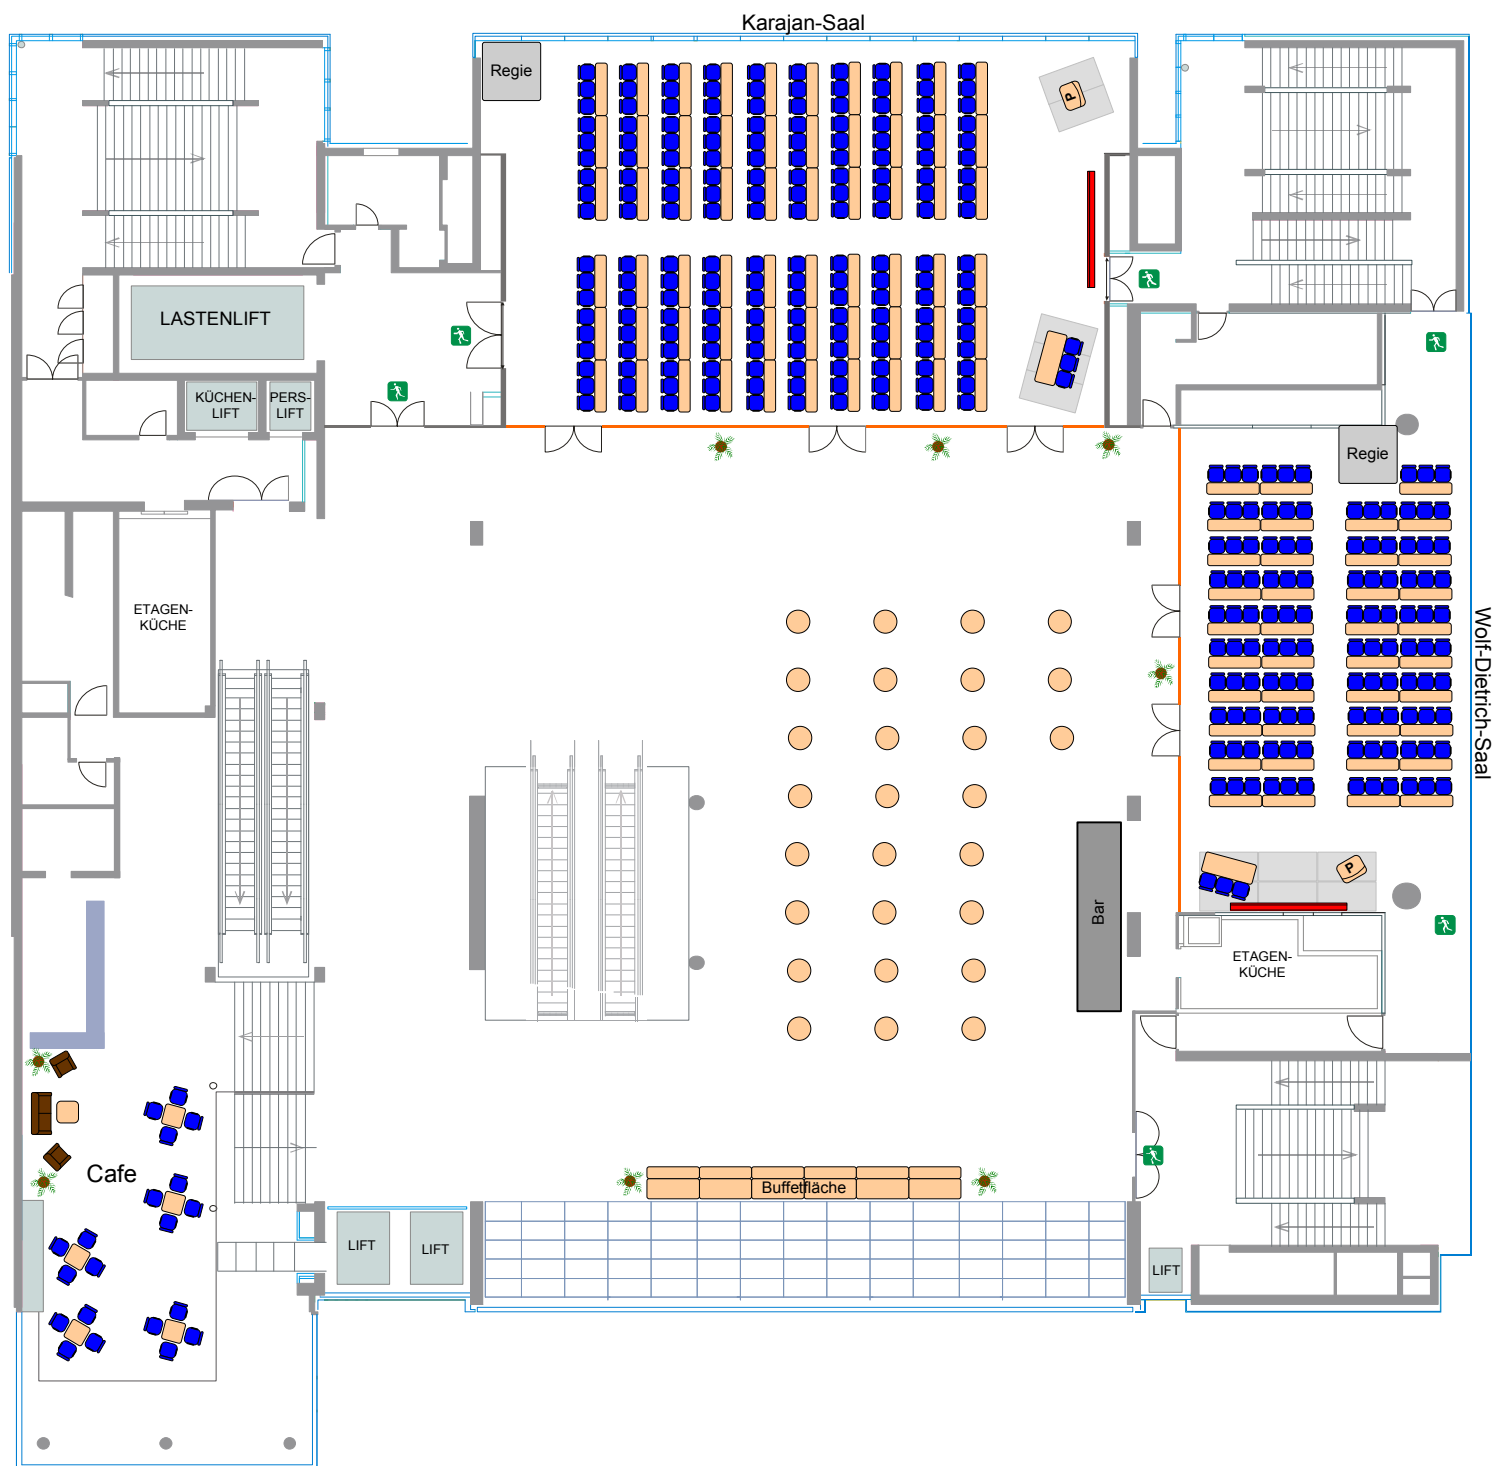 Karajan-Saal
Regie
P
LASTENLIFT
KÜCHEN-
LIFT
PERS-
LIFT
Regie
ETAGEN-
KÜCHE
Wolf-Dietrich-Saal
P
Bar
ETAGEN-
KÜCHE
Cafe
Buffetfläche
LIFT
LIFT
LIFT